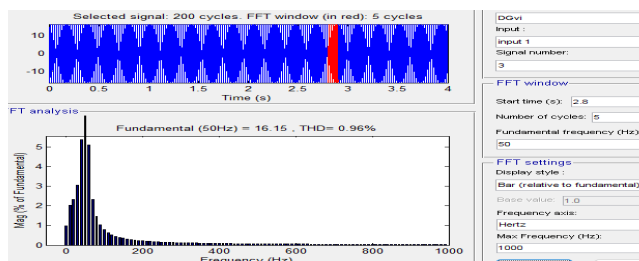 Selected signal: 200 cycles. FFT window (in red): 5 cycles
10
0
-10
0 0.5 1 1.5 2 2.5 3 3.5 4
Time (s)
FT analysis
Fundamental (50Hz) = 16.15 , THD= 0.96%
Mag (% of Fundamental)
5
4
3
2
1
0
0 200 400 600 800 1000
Frequency (Hz)
DGvi
Input :
input 1
Signal number:
3
FFT window
Start time (s): 2.8
Number of cycles: 5
Fundamental frequency (Hz):
50
FFT settings
Display style :
Bar (relative to fundamental)
Base value: 1.0
Frequency axis:
Hertz
Max Frequency (Hz):
1000